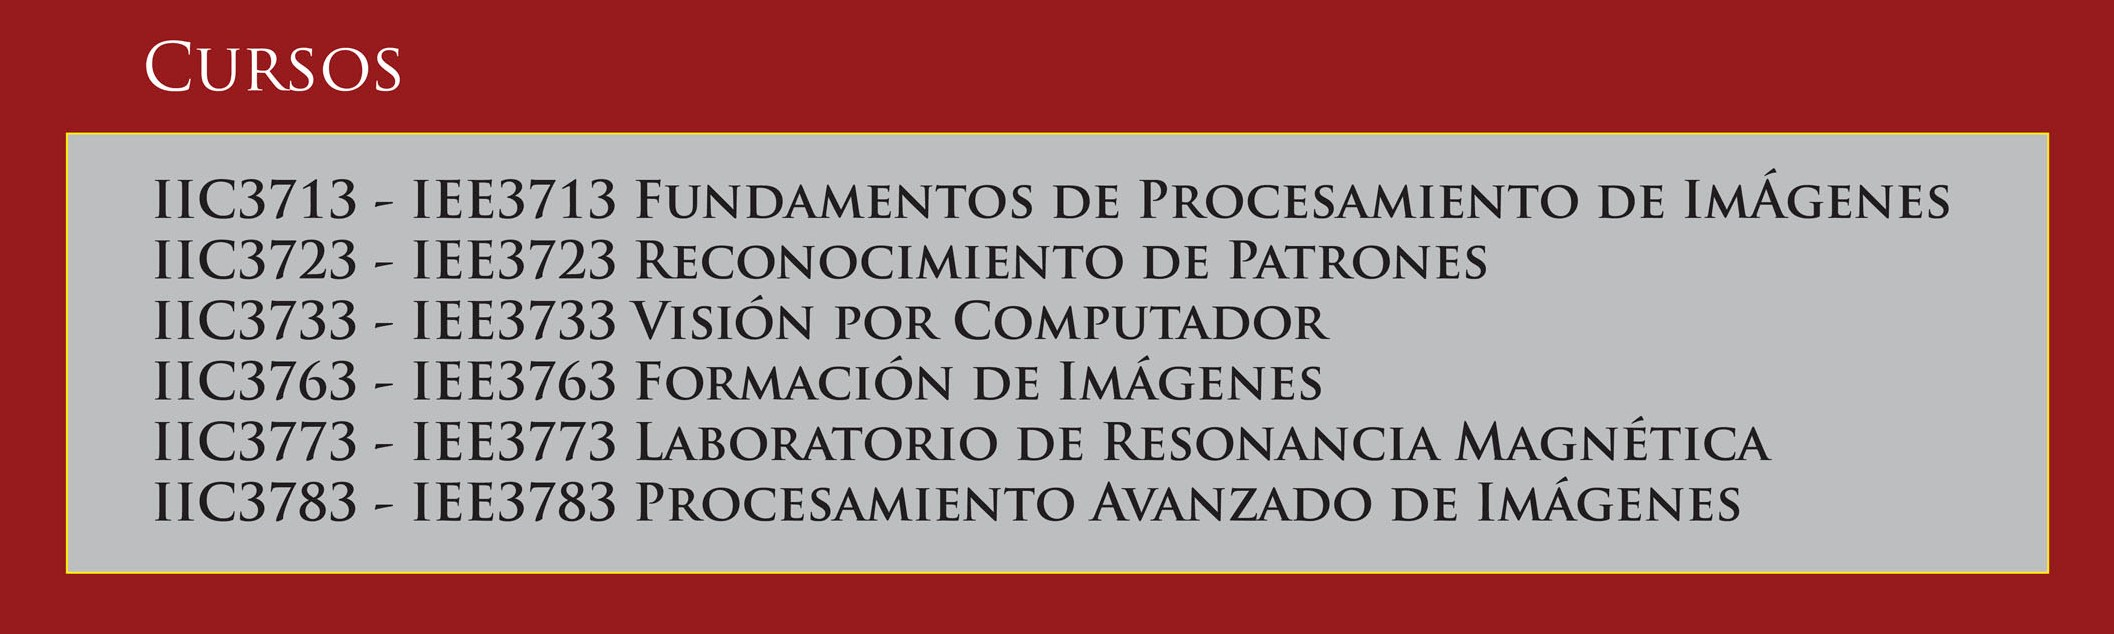 Cursos
IIC3713 - IEE3713 Fundamentos de Procesamiento de ImÁgenes
IIC3723 - IEE3723 Reconocimiento de Patrones
IIC3733 - IEE3733 Visión por Computador
IIC3763 - IEE3763 Formación de Imágenes
IIC3773 - IEE3773 Laboratorio de Resonancia Magnética
IIC3783 - IEE3783 Procesamiento Avanzado de Imágenes